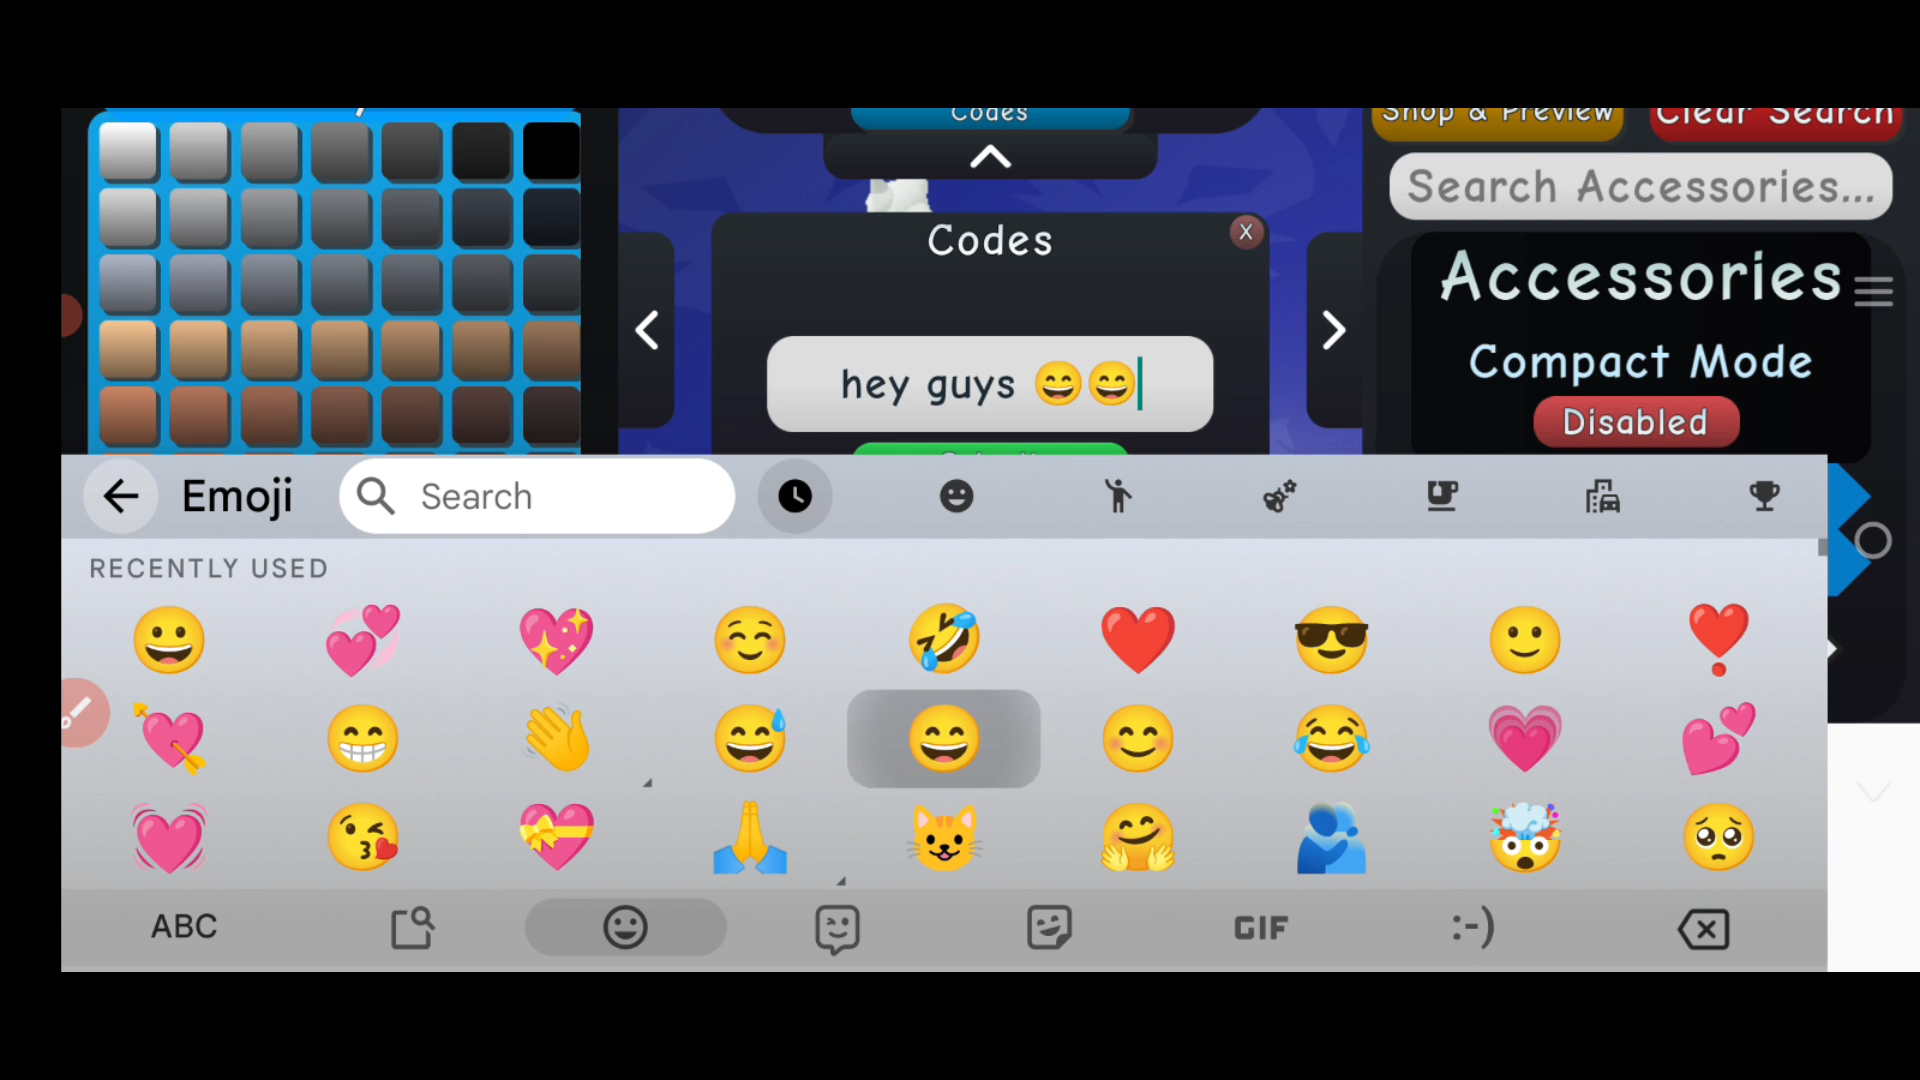 Codes
Shop & Preview
Clear Search
Search Accessories...
Codes
X
Accessories
hey guys 😄😄
Compact Mode
Disabled
Emoji
Search
RECENTLY USED
ABC
GIF
:-)